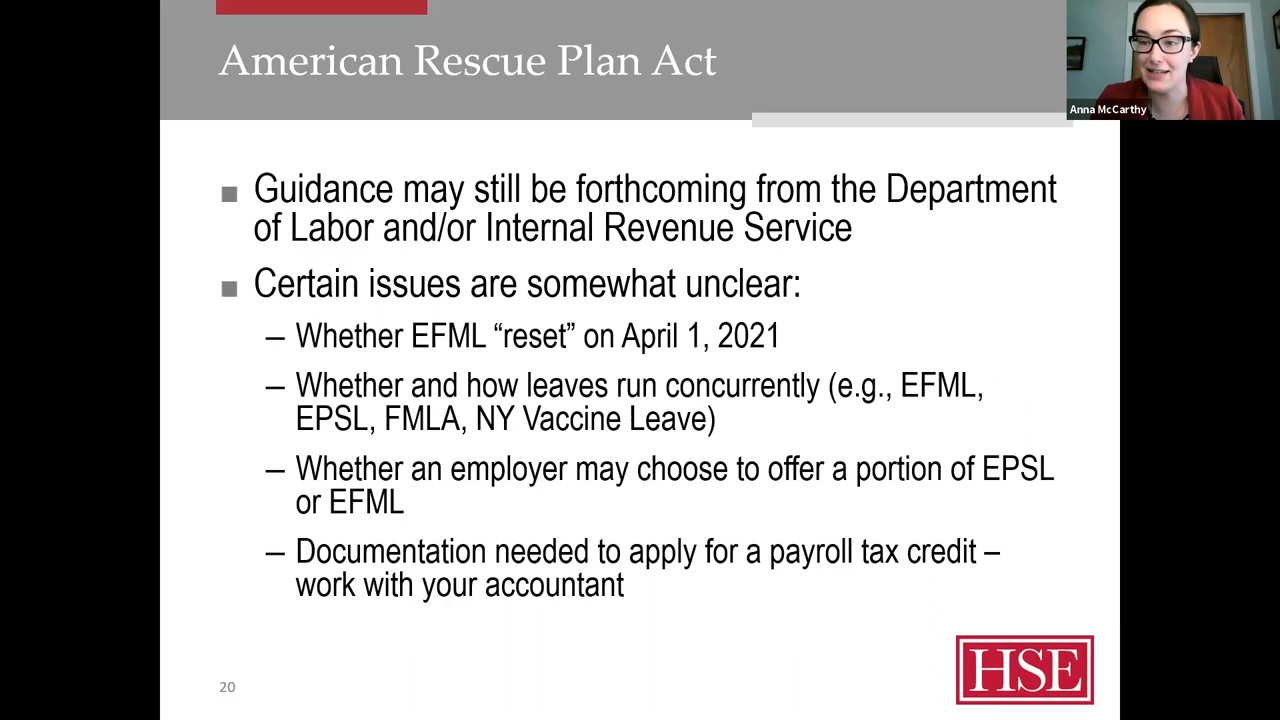 American Rescue Plan Act
Anna McCarthy
■ Guidance may still be forthcoming from the Department
of Labor and/or Internal Revenue Service
■ Certain issues are somewhat unclear:
– Whether EFML “reset” on April 1, 2021
– Whether and how leaves run concurrently (e.g., EFML,
EPSL, FMLA, NY Vaccine Leave)
– Whether an employer may choose to offer a portion of EPSL
or EFML
– Documentation needed to apply for a payroll tax credit –
work with your accountant
20
HSE